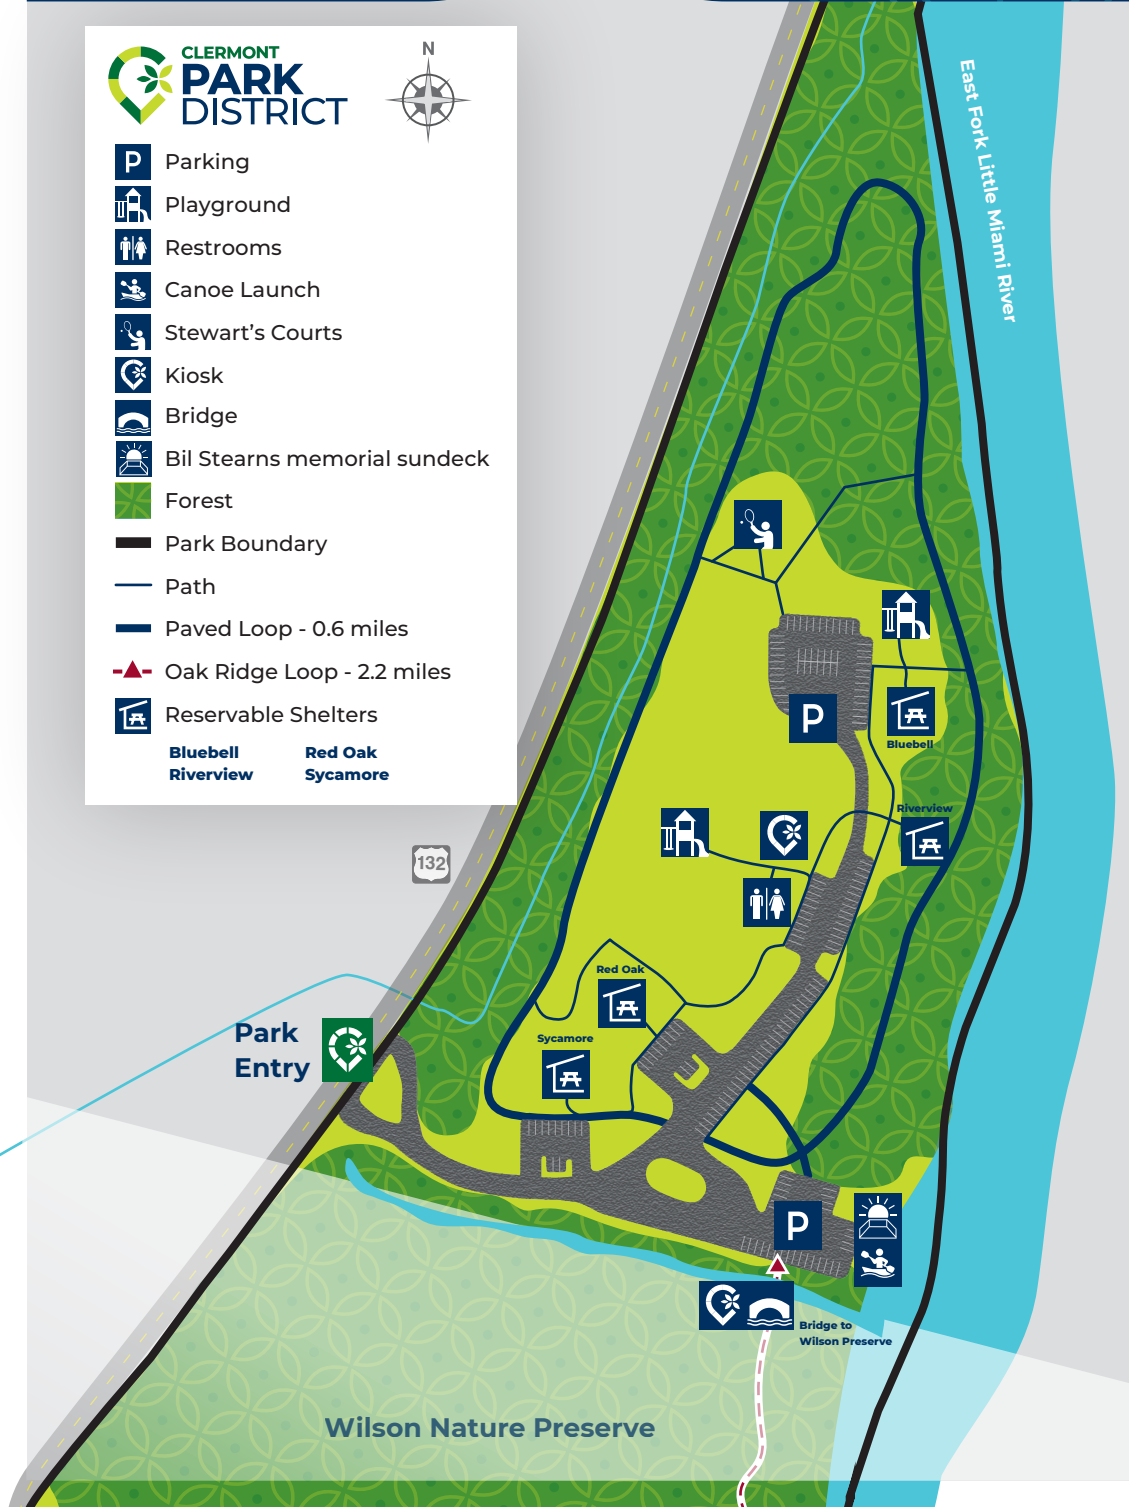 CLERMONT
PARK
DISTRICT
N
P Parking
Playground
Restrooms
Canoe Launch
Stewart’s Courts
Kiosk
Bridge
Bil Stearns memorial sundeck
Forest
Park Boundary
Path
Paved Loop - 0.6 miles
Oak Ridge Loop - 2.2 miles
Reservable Shelters
Bluebell Red Oak
Riverview Sycamore
East Fork Little Miami River
P
Bluebell
Riverview
132
Red Oak
Sycamore
Park
Entry
P
Bridge to
Wilson Preserve
Wilson Nature Preserve